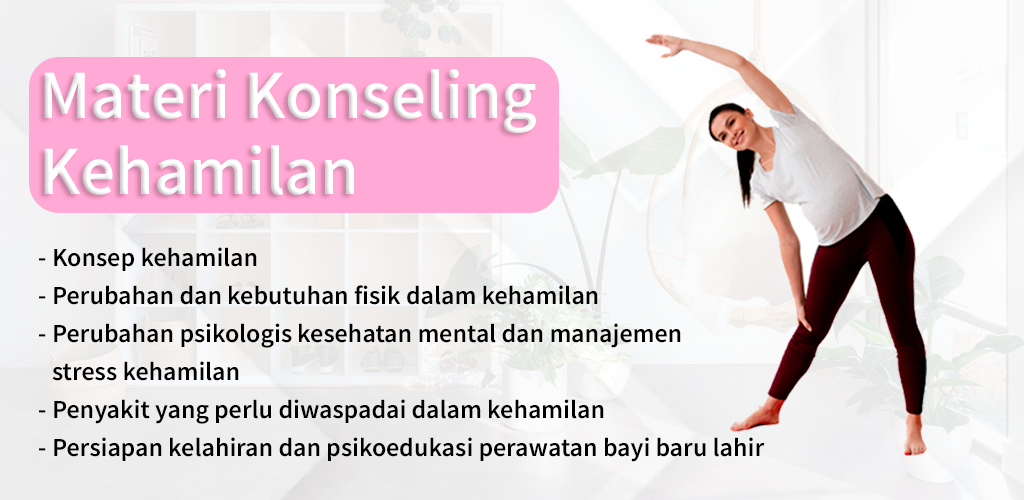 Materi Konseling
Kehamilan
- Konsep kehamilan
- Perubahan dan kebutuhan fisik dalam kehamilan
- Perubahan psikologis kesehatan mental dan manajemen
stress kehamilan
- Penyakit yang perlu diwaspadai dalam kehamilan
- Persiapan kelahiran dan psikoedukasi perawatan bayi baru lahir